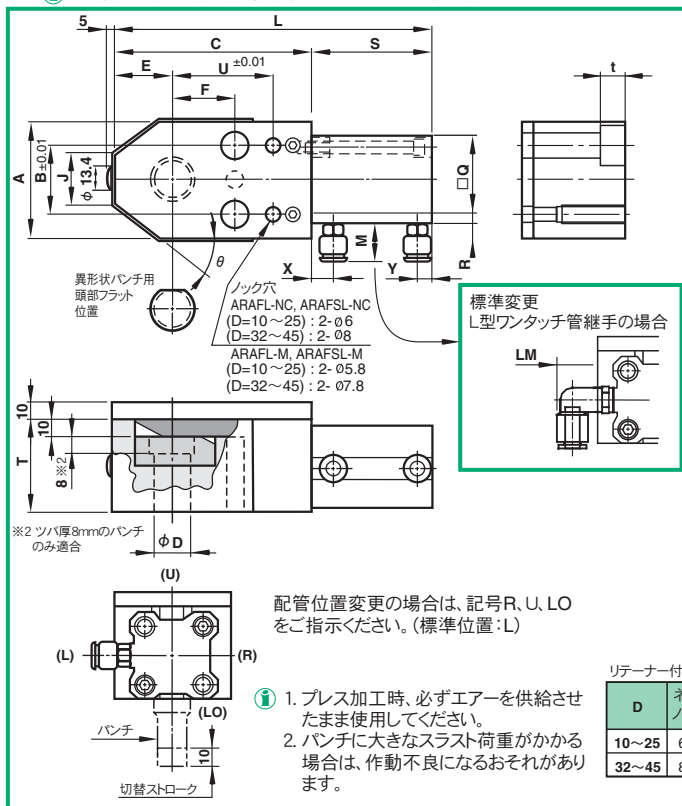 5
L
C
S
E
U ±0.01
F
t
A
B±0.01
J
φ 13.4
□Q
M
R
X
Y
θ
異形状パンチ用
頭部フラット
位置
ノック穴
ARAFL-NC, ARAFSL-NC
(D=10～25) : 2-φ6
(D=32～45) : 2-Ø8
ARAFL-M, ARAFSL-M
(D=10～25) : 2- Ø5.8
(D=32～45) : 2- Ø7.8
標準変更
L型ワンタッチ管継手の場合
LM
10
10
T
8 ※2
※2 ツバ厚8mmのパンチ
のみ適合
φD
(U)
(L)
(R)
(LO)
パンチ
10
切替ストローク
配管位置変更の場合は、記号R、U、LO
をご指示ください。(標準位置:L)
1. プレス加工時、必ずエアーを供給させ
たまま使用してください。
2. パンチに大きなスラスト荷重がかかる
場合は、作動不良になるおそれがあり
ます。
リテーナー付
D
10～25
32～45
8